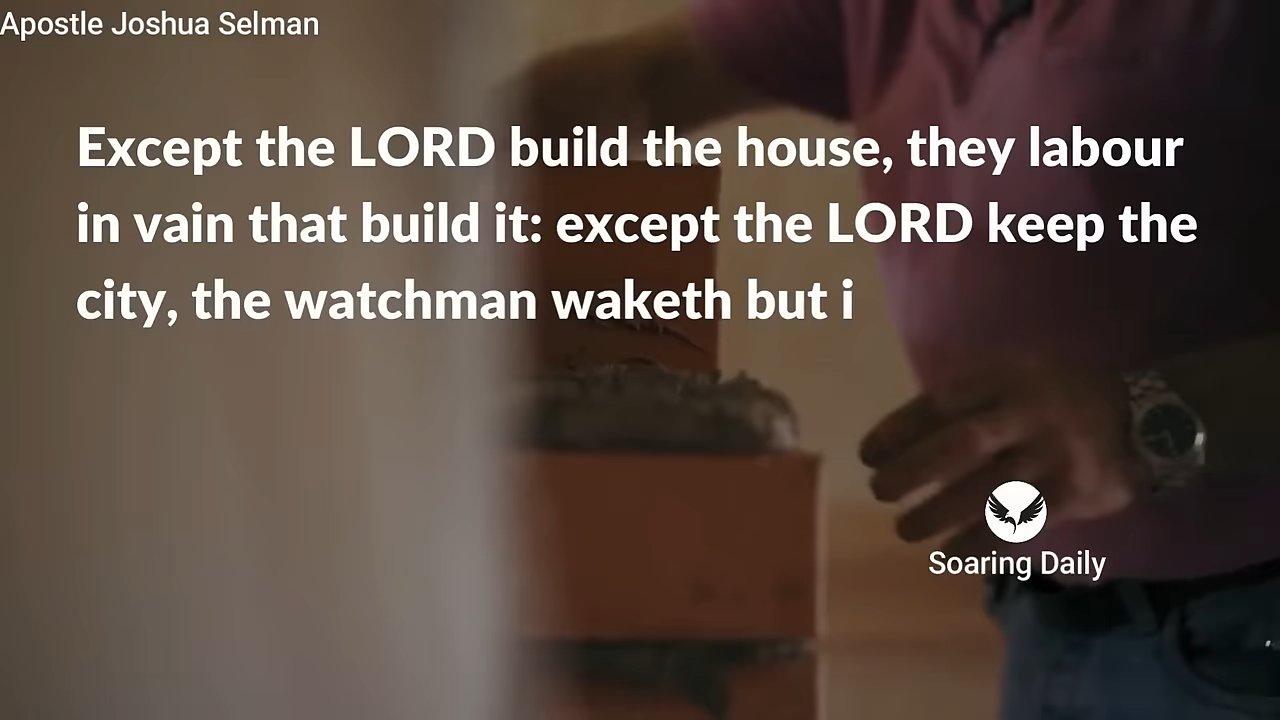 Apostle Joshua Selman
Except the LORD build the house, they labour
in vain that build it: except the LORD keep the
city, the watchman waketh but i
Soaring Daily